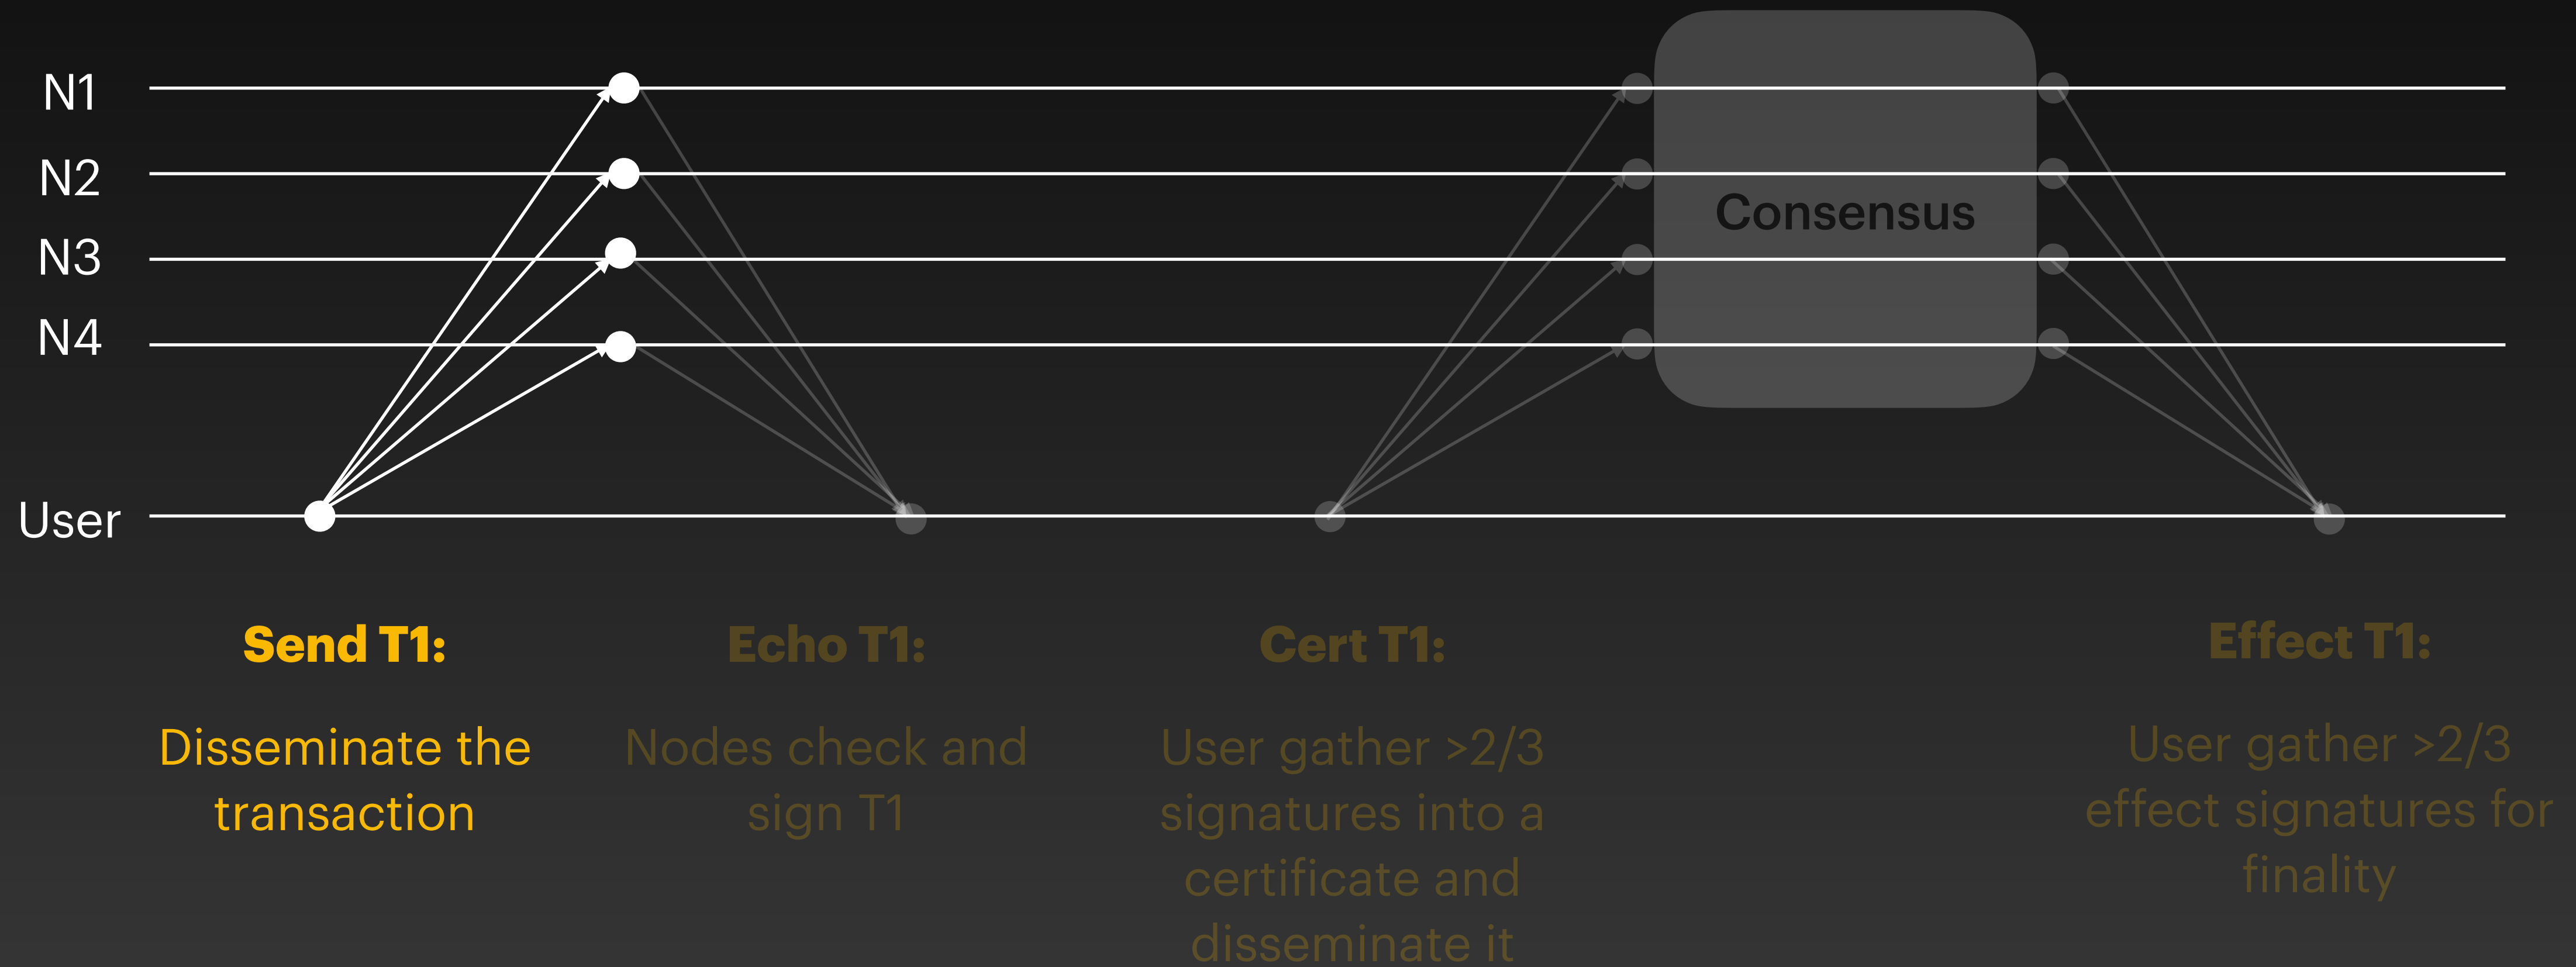 N1
N2
N3
N4
Consensus
User
Send T1:
Disseminate the
transaction
Echo T1:
Nodes check and
sign T1
Cert T1:
User gather >2/3
signatures into a
certificate and
disseminate it
Effect T1:
User gather >2/3
effect signatures for
finality